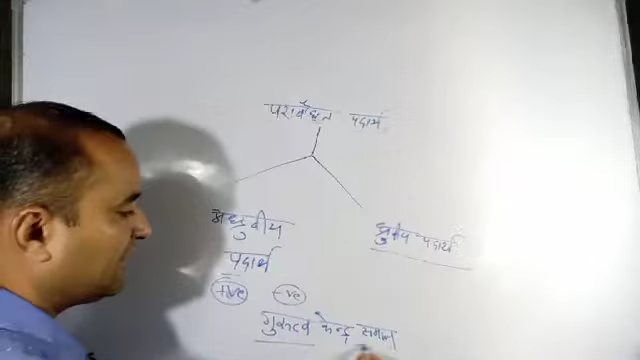 परावैद्युत पदार्थ
अध्रुवीय
पदार्थ
ध्रुवीय पदार्थ
+ve -ve
गुरूत्व केन्द्र समान